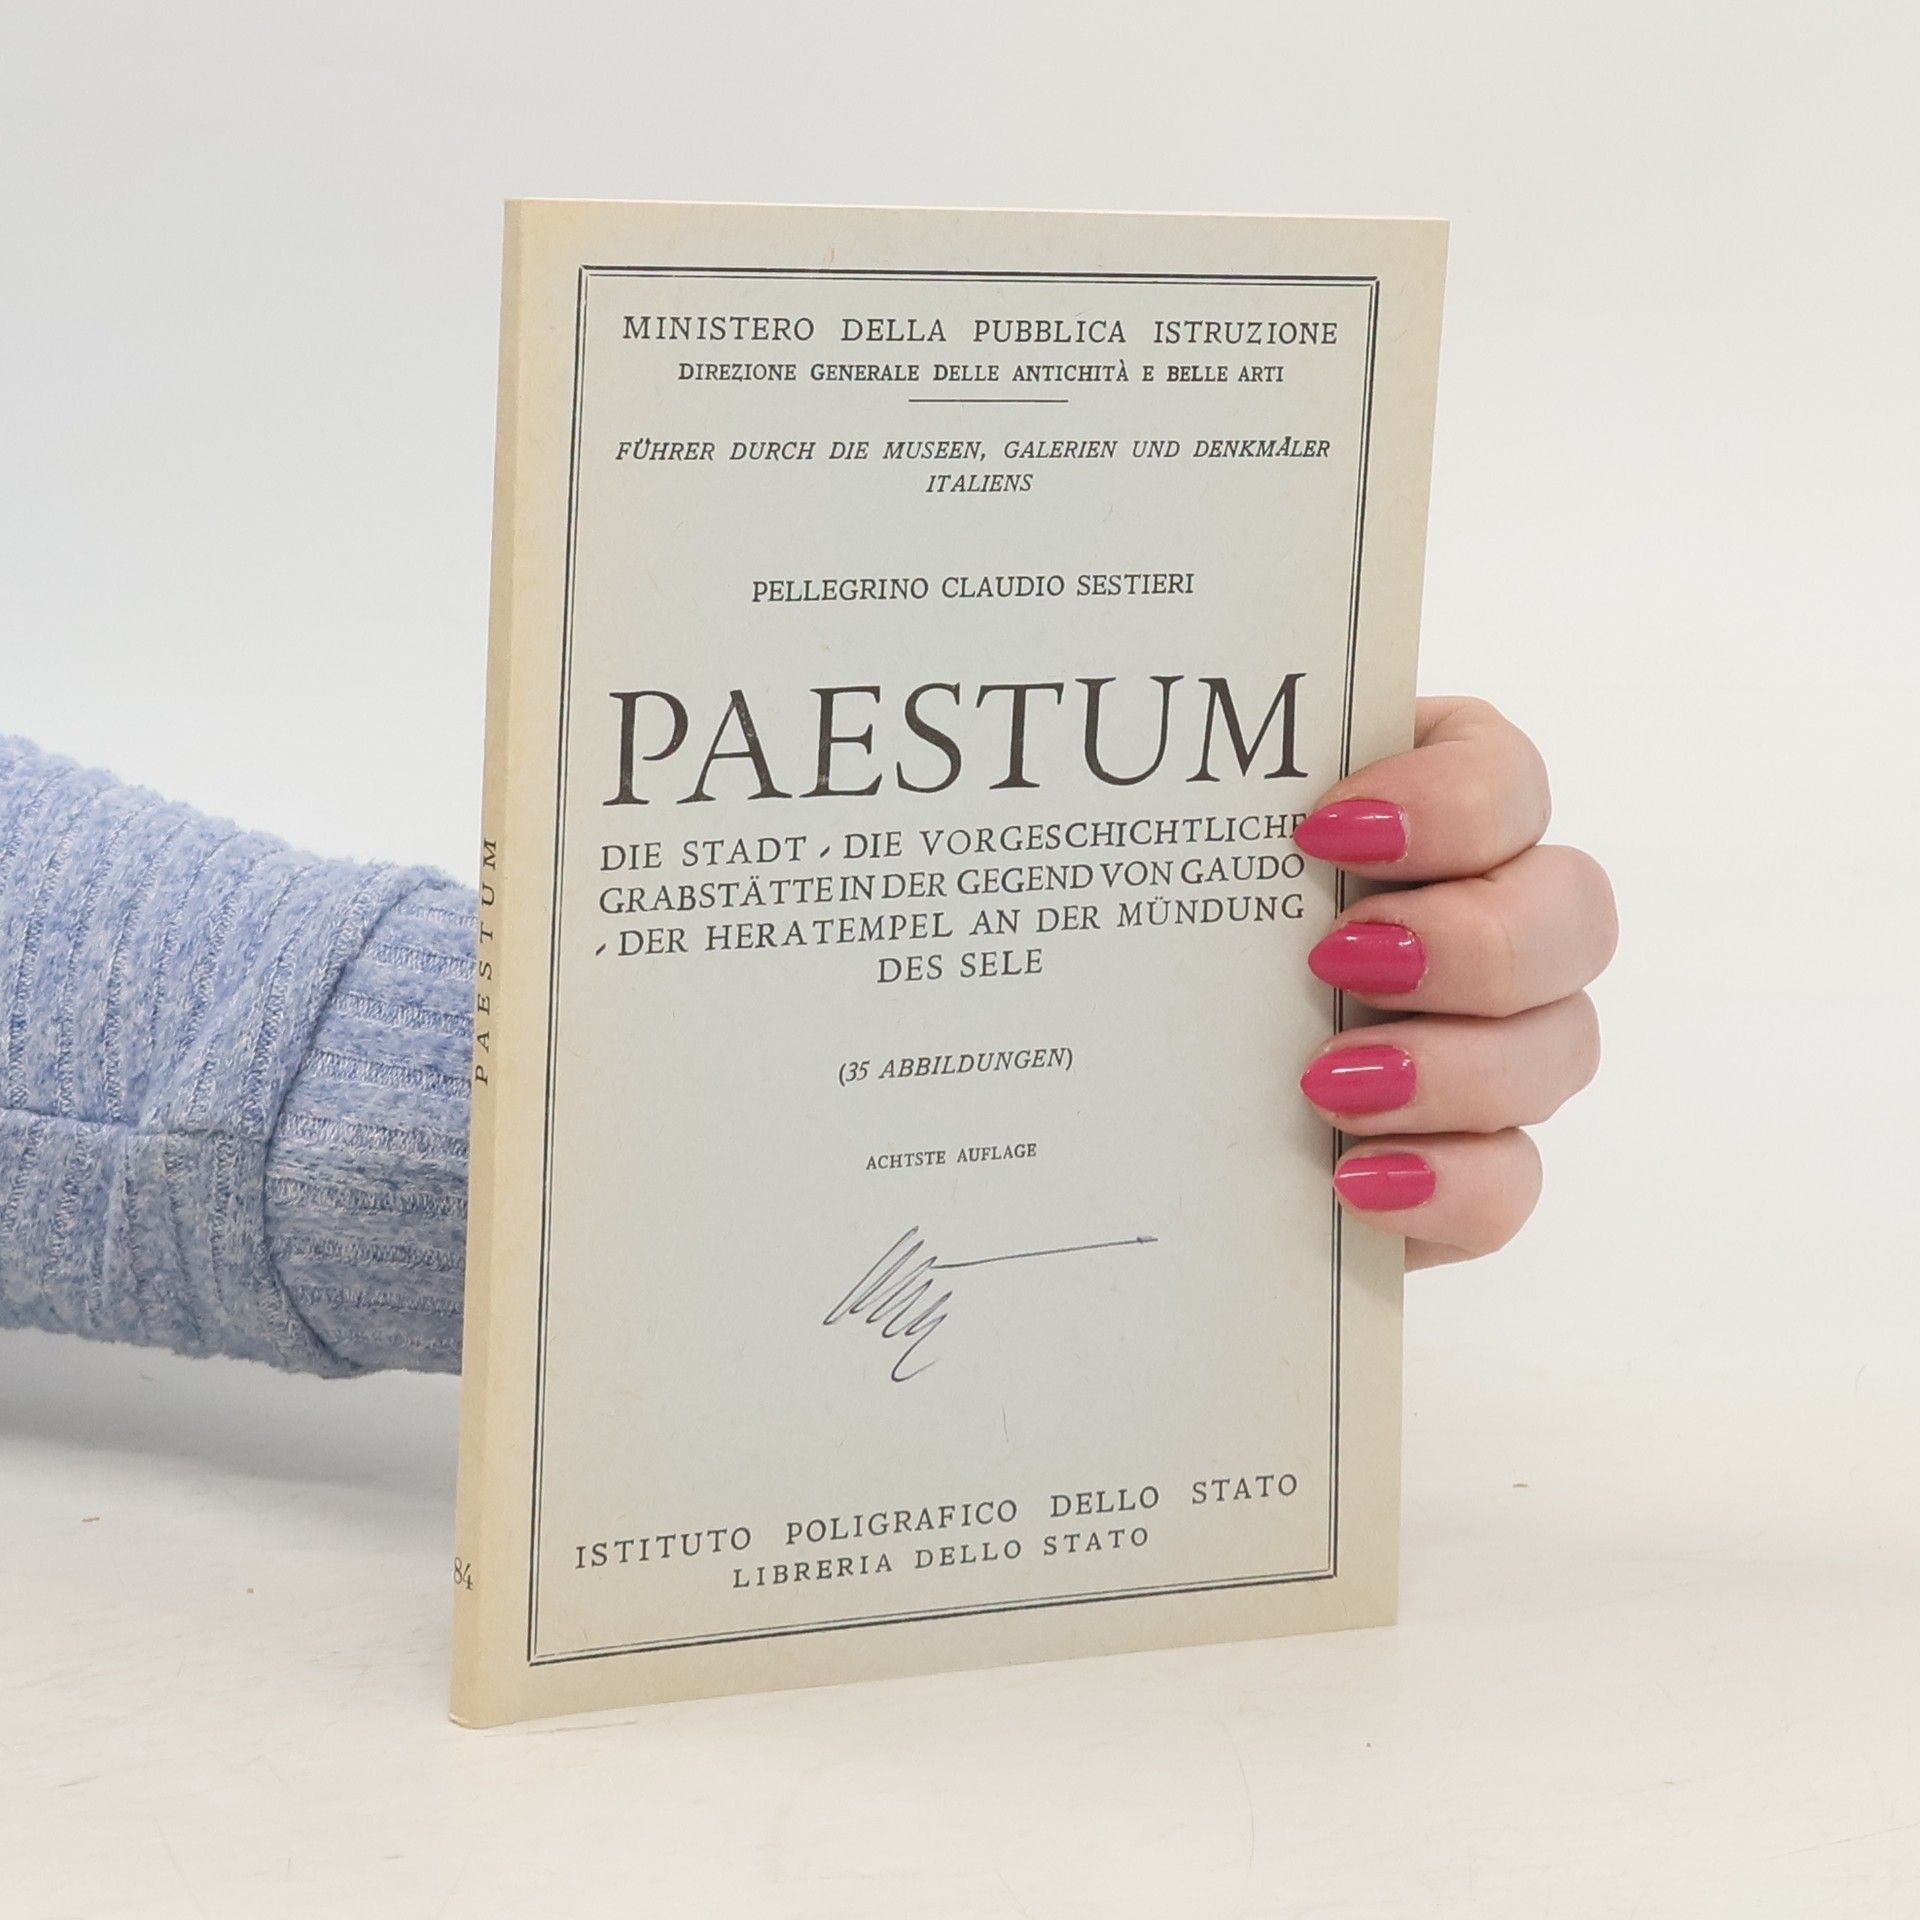 MINISTERO DELLA PUBBLICA ISTRUZIONE
DIREZIONE GENERALE DELLE ANTICHITÀ E BELLE ARTI
FÜHRER DURCH DIE MUSEEN, GALERIEN UND DENKMÄLER
ITALIENS
PELLEGRINO CLAUDIO SESTIERI
PAESTUM
DIE STADT - DIE VORGESCHICHTLICHE
GRABSTÄTTE IN DER GEGEND VON GAUDO
- DER HERATEMPEL AN DER MÜNDUNG
DES SELE
(35 ABBILDUNGEN)
ACHTSTE AUFLAGE
ISTITUTO POLIGRAFICO DELLO STATO
LIBRERIA DELLO STATO
PAESTUM
84